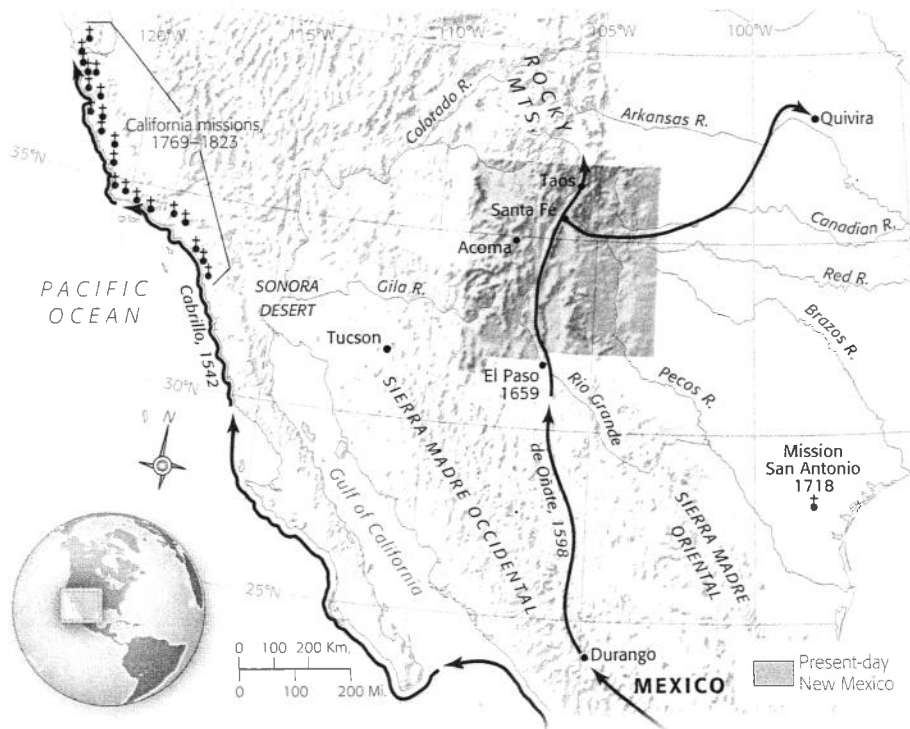 120°W
115°W
110°W
105°W
100°W
ROCKY
MTS.
Colorado R.
Arkansas R.
Quivira
California missions,
1769–1823
35°N
Taos
Santa Fé
Acoma
Canadian R.
Red R.
PACIFIC
OCEAN
Cabrillo, 1542
SONORA
DESERT
Gila R.
Tucson
Brazos R.
30°N
El Paso
1659
Rio Grande
Pecos R.
N
SIERRA MADRE OCCIDENTAL
de Oñate, 1598
Mission
San Antonio
1718
Gulf of California
SIERRA MADRE
ORIENTAL
25°N
0 100 200 Km.
0 100 200 Mi.
Durango
MEXICO
Present-day
New Mexico